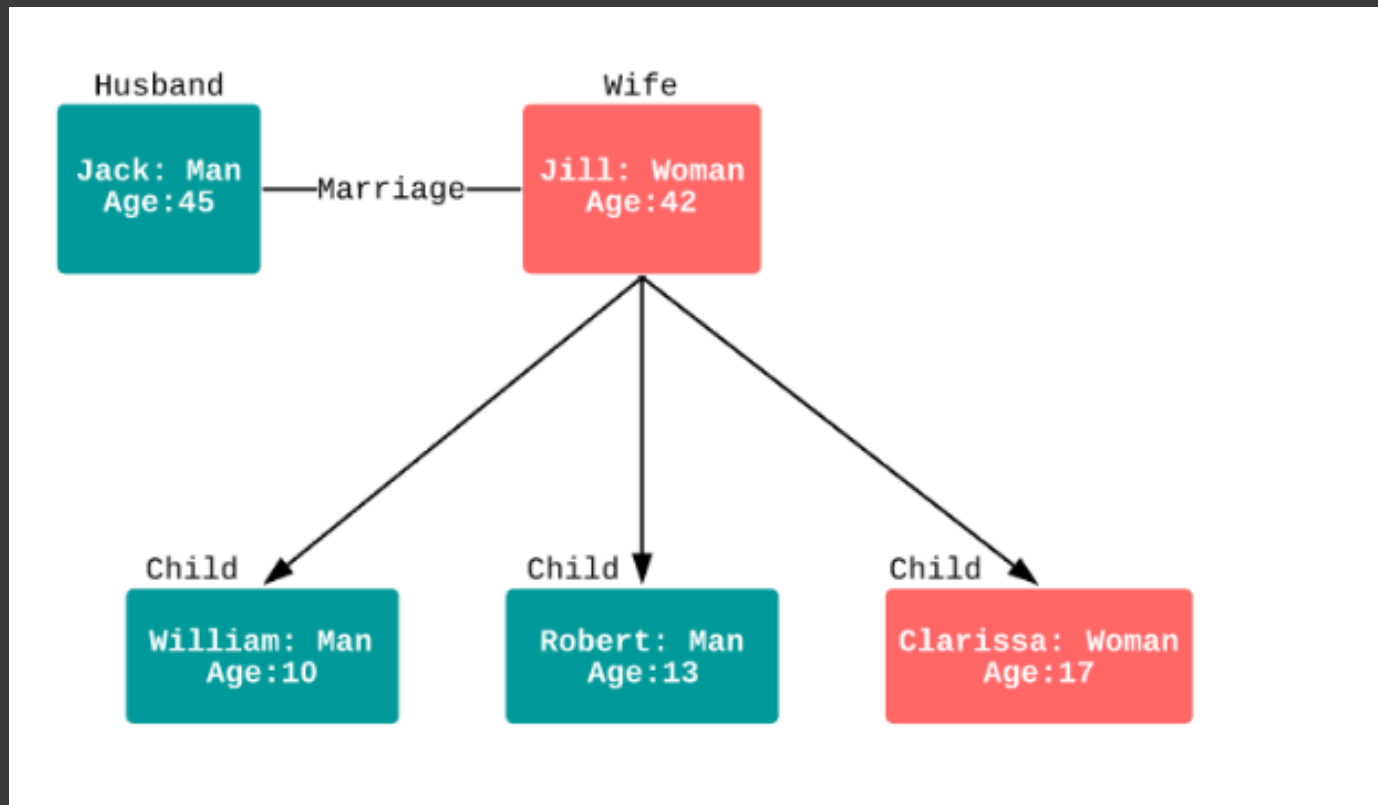 Husband
Wife
Jack: Man
Age:45
Marriage
Jill: Woman
Age:42
Child
Child
Child
William: Man
Age:10
Robert: Man
Age:13
Clarissa: Woman
Age:17